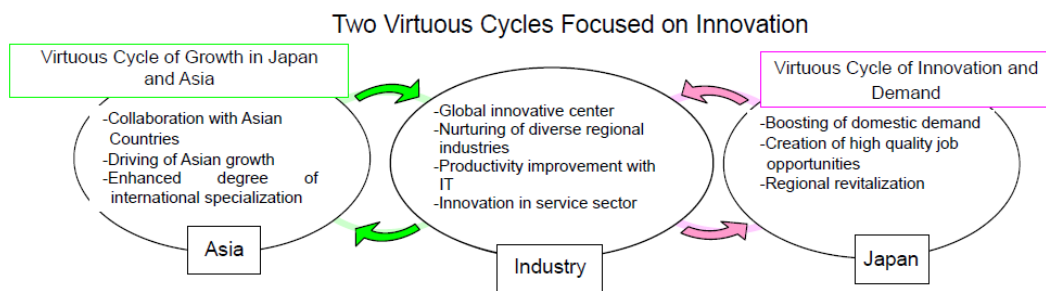 Two Virtuous Cycles Focused on Innovation
Virtuous Cycle of Growth in Japan
and Asia
-Collaboration with Asian
Countries
-Driving of Asian growth
-Enhanced degree of
international specialization
Asia
-Global innovative center
-Nurturing of diverse regional
industries
-Productivity improvement with
IT
-Innovation in service sector
Industry
Virtuous Cycle of Innovation and
Demand
-Boosting of domestic demand
-Creation of high quality job
opportunities
-Regional revitalization
Japan